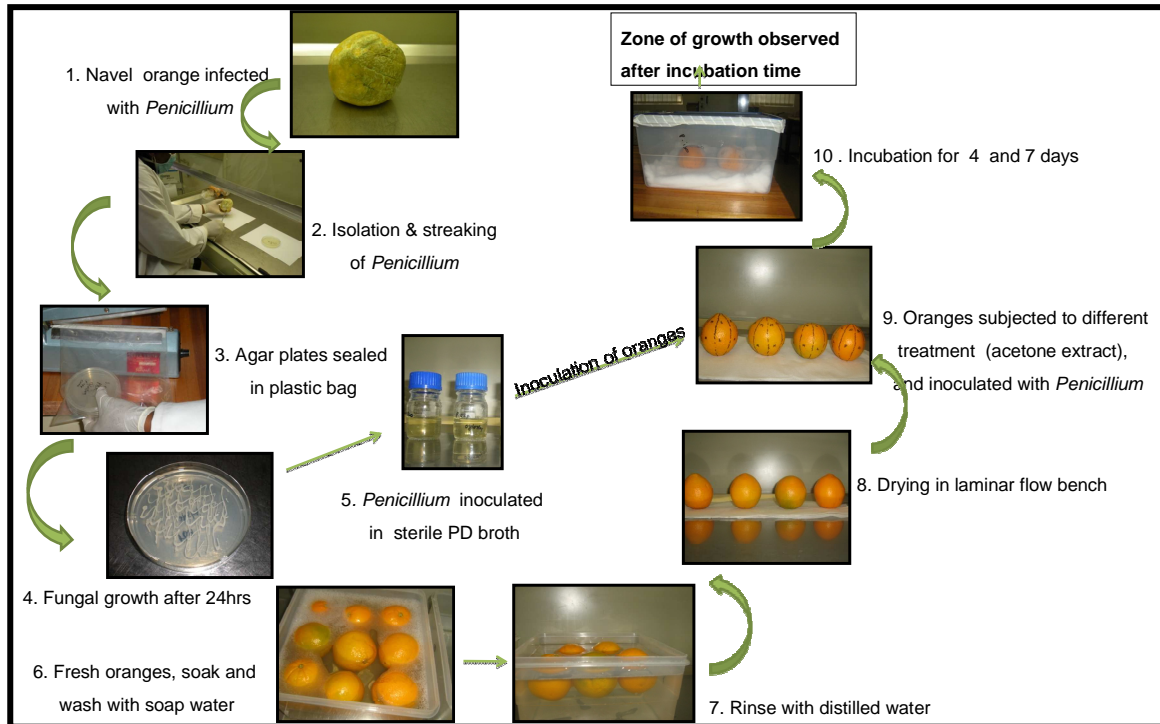 1. Navel orange infected
with Penicillium
2. Isolation & streaking
of Penicillium
3. Agar plates sealed
in plastic bag
4. Fungal growth after 24hrs
5. Penicillium inoculated
in sterile PD broth
Inoculation of oranges
6. Fresh oranges, soak and
wash with soap water
7. Rinse with distilled water
8. Drying in laminar flow bench
9. Oranges subjected to different
treatment (acetone extract),
and inoculated with Penicillium
10 . Incubation for 4 and 7 days
Zone of growth observed
after incubation time